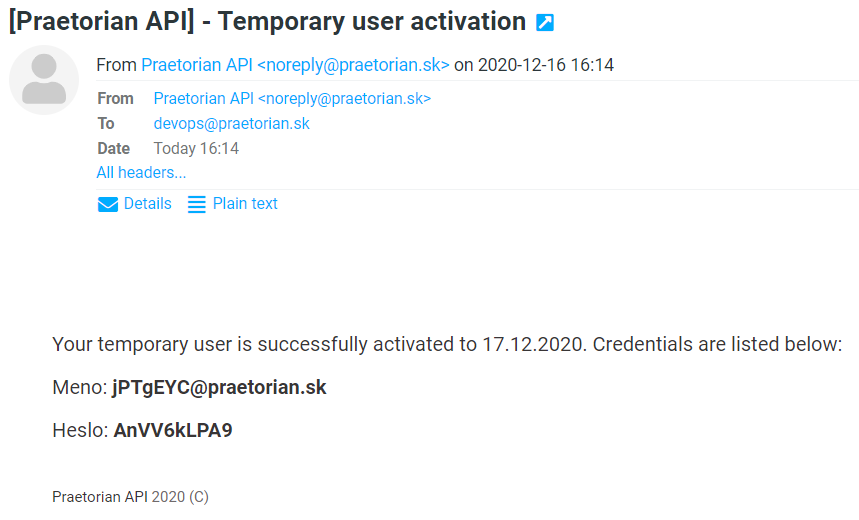 [Praetorian API] - Temporary user activation
From Praetorian API <noreply@praetorian.sk> on 2020-12-16 16:14
From Praetorian API <noreply@praetorian.sk>
To devops@praetorian.sk
Date Today 16:14
All headers...
Details Plain text
Your temporary user is successfully activated to 17.12.2020. Credentials are listed below:
Meno: jPTgEYC@praetorian.sk
Heslo: AnVV6kLPA9
Praetorian API 2020 (C)